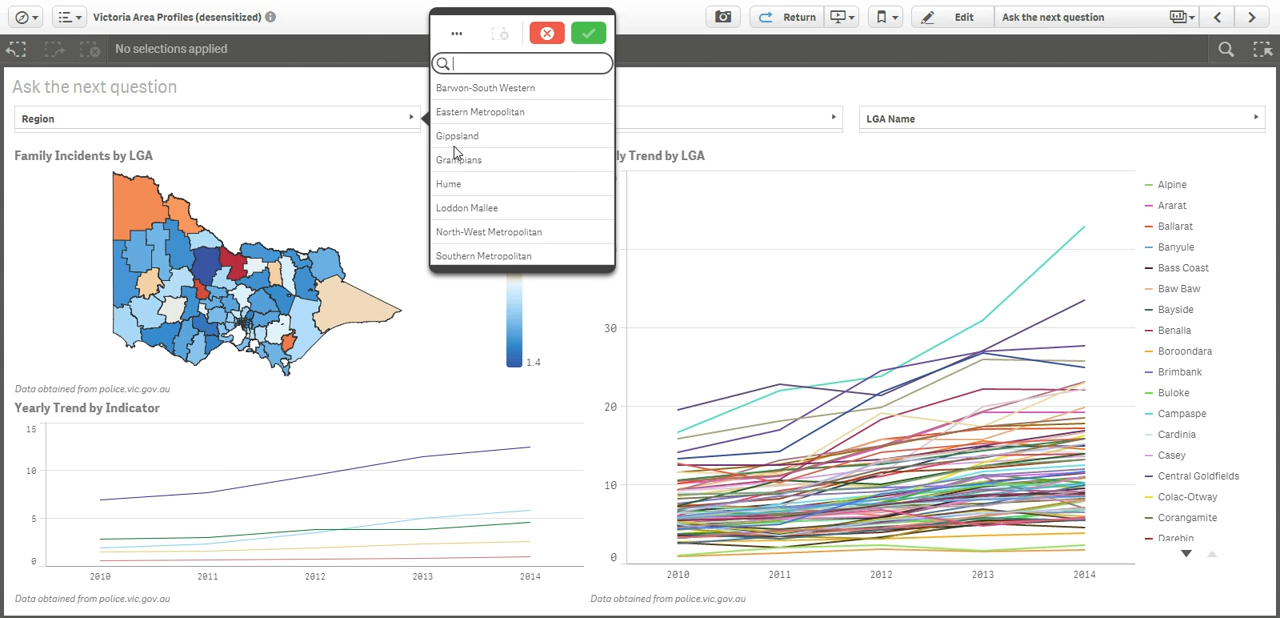 Victoria Area Profiles (desensitized)
Return
Edit
Ask the next question
No selections applied
Ask the next question
Region
LGA Name
Barwon-South Western
Eastern Metropolitan
Gippsland
Grampians
Hume
Loddon Mallee
North-West Metropolitan
Southern Metropolitan
Family Incidents by LGA
1.4
Data obtained from police.vic.gov.au
Yearly Trend by Indicator
15
10
5
0
2010 2011 2012 2013 2014
Data obtained from police.vic.gov.au
ly Trend by LGA
30
20
10
0
2010 2011 2012 2013 2014
Data obtained from police.vic.gov.au
Alpine
Ararat
Ballarat
Banyule
Bass Coast
Baw Baw
Bayside
Benalla
Boroondara
Brimbank
Buloke
Campaspe
Cardinia
Casey
Central Goldfields
Colac-Otway
Corangamite
Darebin